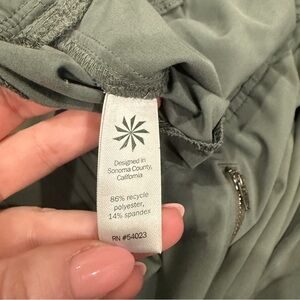 Designed in
Sonoma County,
California
86% recycle
polyester,
14% spandex
RN #54023